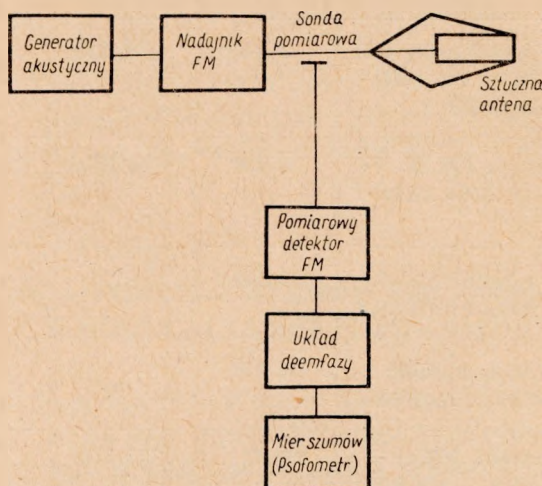 Generator
akustyczny
Nadajnik
FM
Sonda
pomiarowa
Sztuczna
antena
Pomiarowy
detektor
FM
Układ
deemfazy
Mier szumów
(Psofometr)